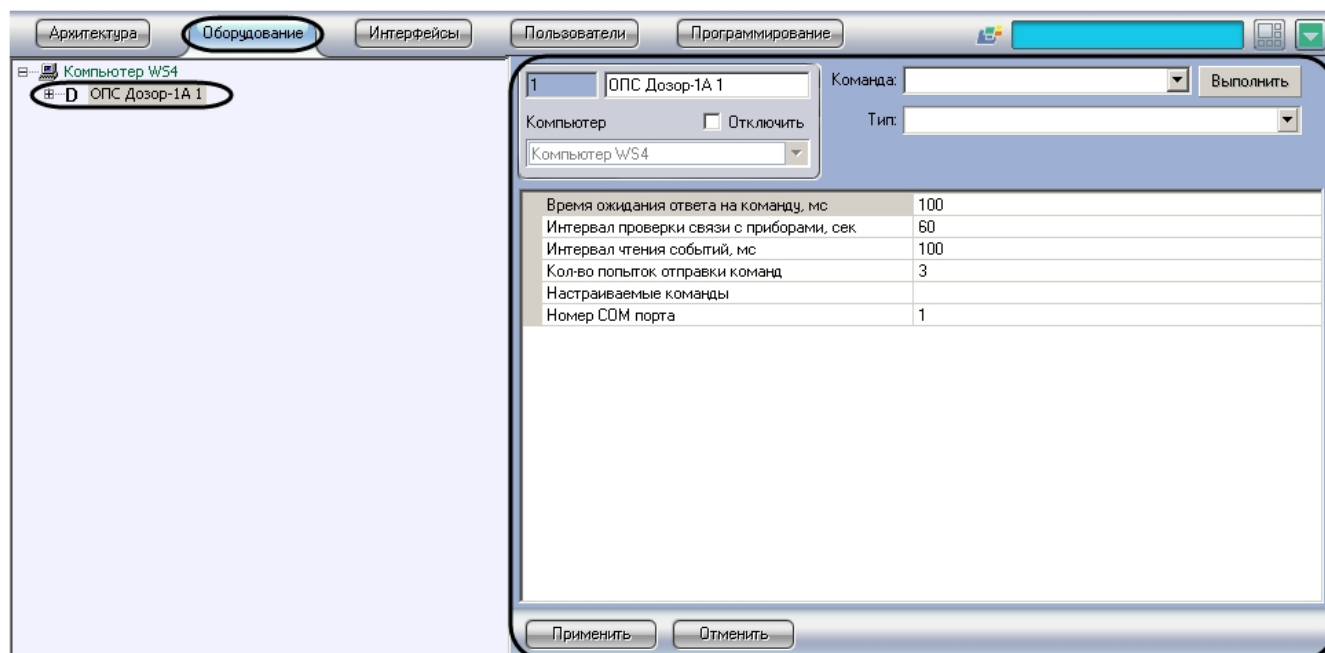 Архитектура Оборудование Интерфейсы Пользователи Программирование
Компьютер WS4
D ОПС Дозор-1А 1
1 ОПС Дозор-1А 1 Команда: Выполнить
Компьютер Отключить Тип:
Компьютер WS4
Время ожидания ответа на команду, мс 100
Интервал проверки связи с приборами, сек 60
Интервал чтения событий, мс 100
Кол-во попыток отправки команд 3
Настраиваемые команды
Номер COM порта 1
Применить Отменить